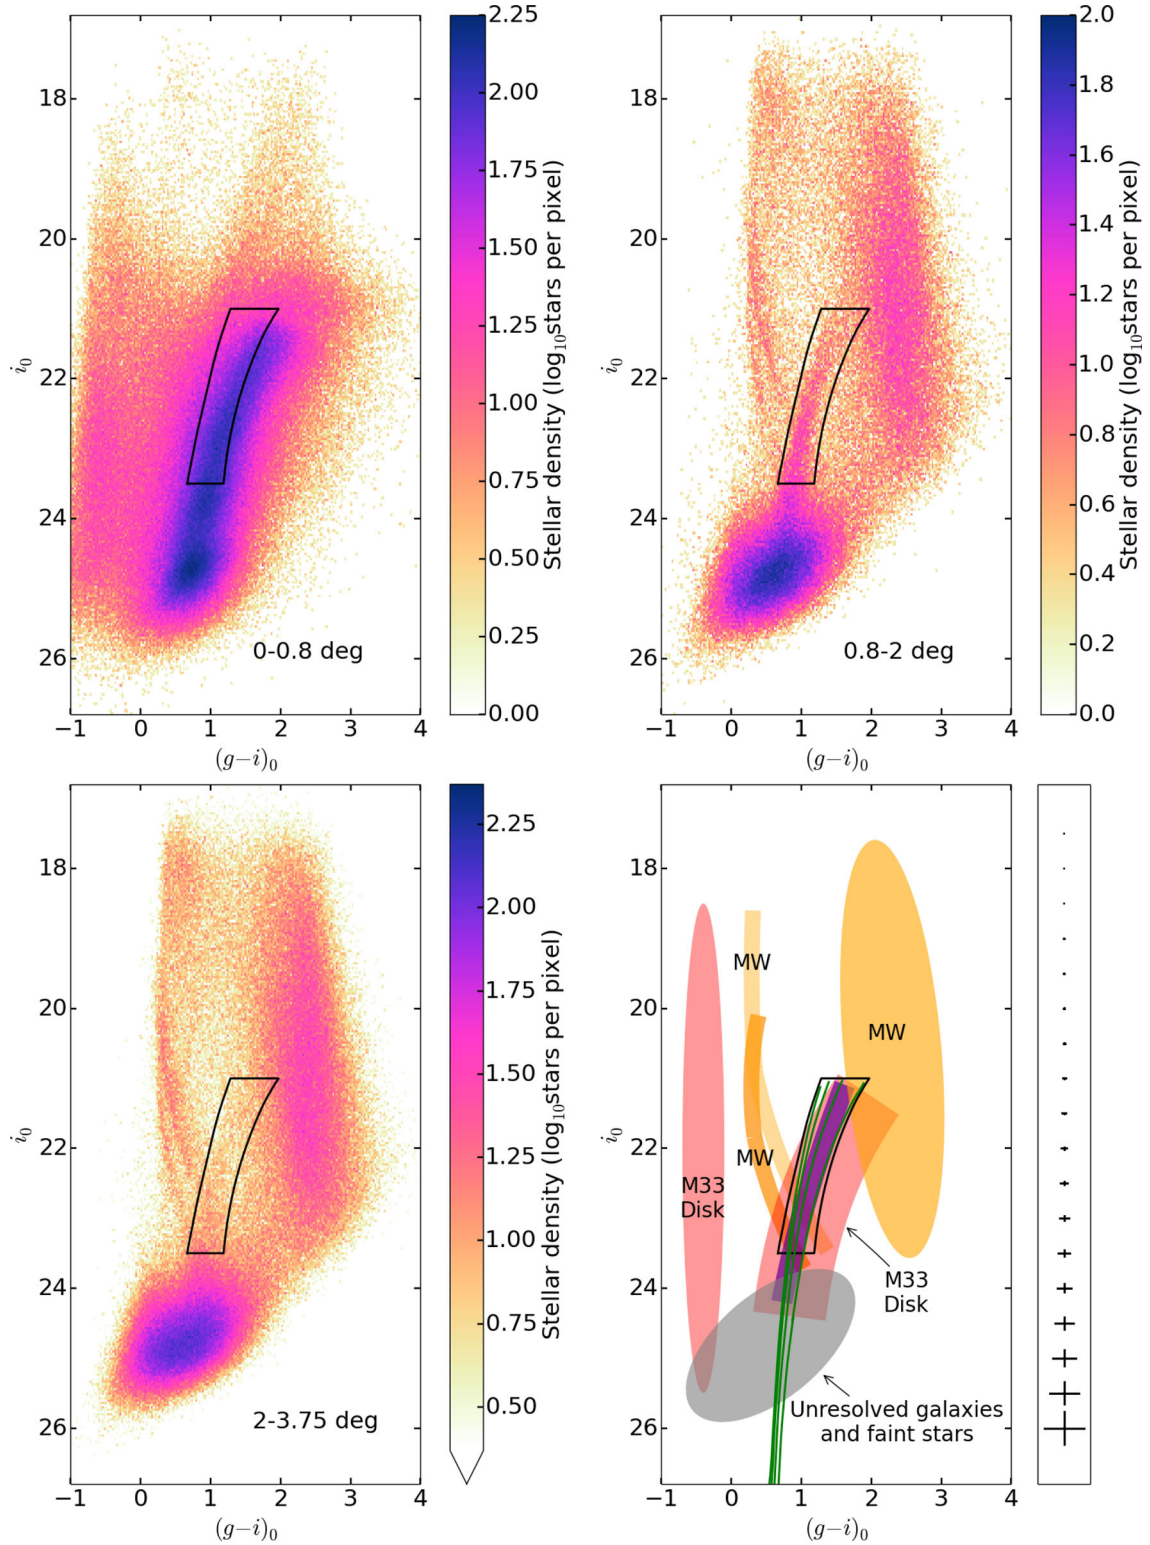 18
20
22
24
26
i₀
−1 0 1 2 3 4
(g−i)₀
0-0.8 deg
2.25
2.00
1.75
1.50
1.25
1.00
0.75
0.50
0.25
0.00
Stellar density (log₁₀stars per pixel)
18
20
22
24
26
i₀
−1 0 1 2 3 4
(g−i)₀
0.8-2 deg
2.0
1.8
1.6
1.4
1.2
1.0
0.8
0.6
0.4
0.2
0.0
Stellar density (log₁₀stars per pixel)
18
20
22
24
26
i₀
−1 0 1 2 3 4
(g−i)₀
2-3.75 deg
2.25
2.00
1.75
1.50
1.25
1.00
0.75
0.50
Stellar density (log₁₀stars per pixel)
18
20
22
24
26
i₀
−1 0 1 2 3 4
(g−i)₀
MW
MW
MW
M33
Disk
M33
Disk
Unresolved galaxies
and faint stars